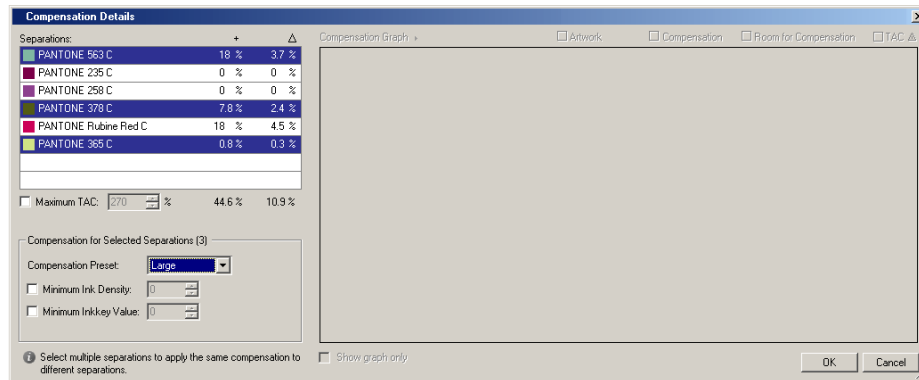 Compensation Details
Separations: + Δ
PANTONE 563 C 18 % 3.7 %
PANTONE 235 C 0 % 0 %
PANTONE 258 C 0 % 0 %
PANTONE 378 C 7.8 % 2.4 %
PANTONE Rubine Red C 18 % 4.5 %
PANTONE 365 C 0.8 % 0.3 %
Maximum TAC: 270 % 44.6 % 10.9 %
Compensation for Selected Separations (3)
Compensation Preset: Large
Minimum Ink Density: 0
Minimum Inkkey Value: 0
Select multiple separations to apply the same compensation to
different separations.
Compensation Graph Artwork Compensation Room for Compensation TAC
Show graph only
OK Cancel